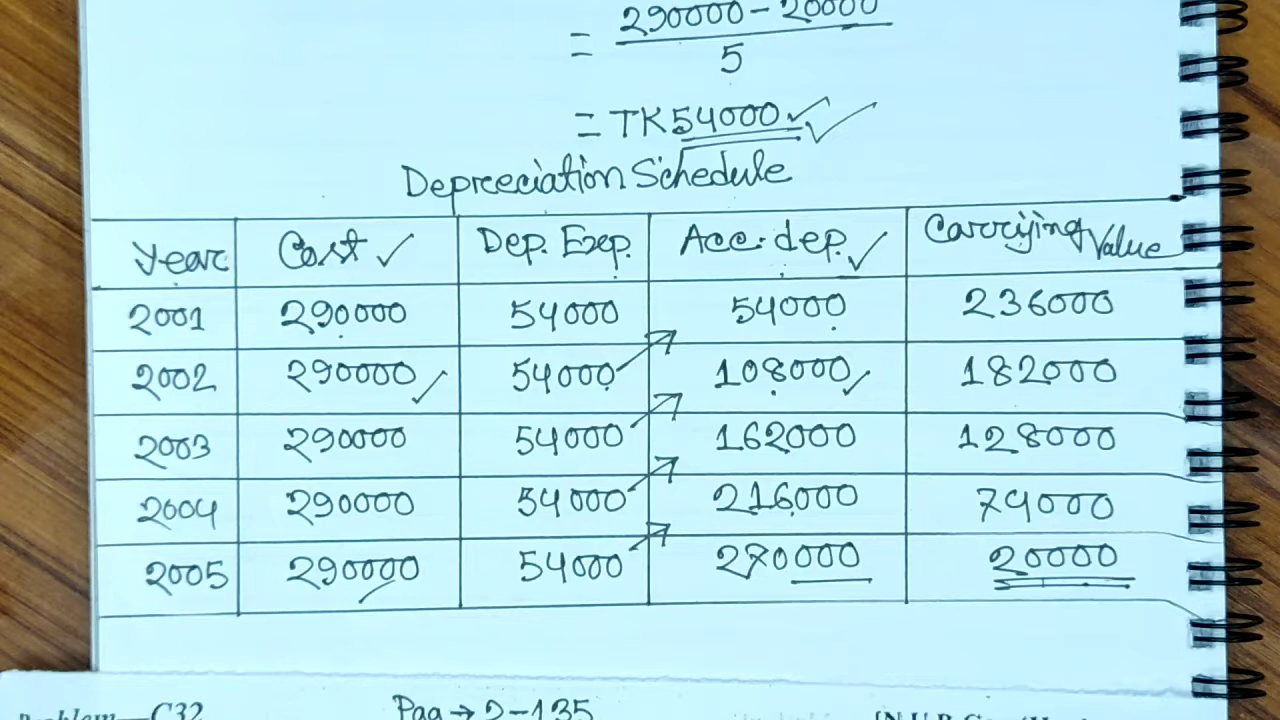 290000 - 20000
= 5
= TK 54000
Depreciation Schedule
Year Cost Dep. Exp. Acc. dep. Carrying Value
2001 290000 54000 54000 236000
2002 290000 54000 108000 182000
2003 290000 54000 162000 128000
2004 290000 54000 216000 74000
2005 290000 54000 270000 20000
Problem—C32 Pag → 2-135